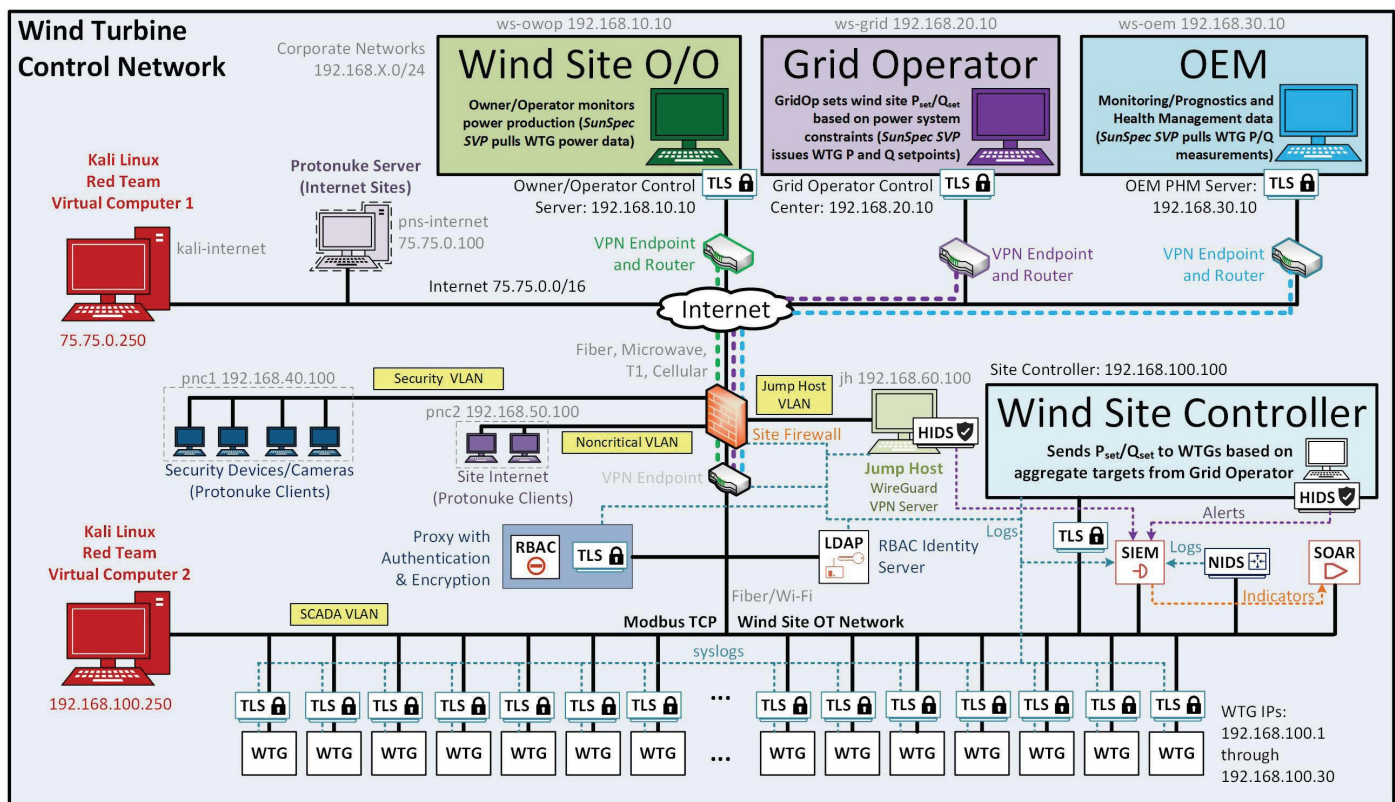 Wind Turbine
Control Network
Corporate Networks
192.168.X.0/24
ws-owop 192.168.10.10
Wind Site O/O
Owner/Operator monitors
power production (SunSpec
SVP pulls WTG power data)
TLS
Owner/Operator Control
Server: 192.168.10.10
VPN Endpoint
and Router
ws-grid 192.168.20.10
Grid Operator
GridOp sets wind site Pset/Qset
based on power system
constraints (SunSpec SVP
issues WTG P and Q setpoints)
TLS
Grid Operator Control
Center: 192.168.20.10
VPN Endpoint
and Router
ws-oem 192.168.30.10
OEM
Monitoring/Prognostics and
Health Management data
(SunSpec SVP pulls WTG P/Q
measurements)
TLS
OEM PHM Server:
192.168.30.10
VPN Endpoint
and Router
Kali Linux
Red Team
Virtual Computer 1
kali-internet
75.75.0.250
Protonuke Server
(Internet Sites)
pns-internet
75.75.0.100
Internet 75.75.0.0/16
Internet
Fiber, Microwave,
T1, Cellular
pnc1 192.168.40.100
Security VLAN
Security Devices/Cameras
(Protonuke Clients)
pnc2 192.168.50.100
Noncritical VLAN
Site Internet
(Protonuke Clients)
Jump Host
VLAN
jh 192.168.60.100
Site Firewall
HIDS
Jump Host
WireGuard
VPN Server
VPN Endpoint
Site Controller: 192.168.100.100
Wind Site Controller
Sends Pset/Qset to WTGs based on
aggregate targets from Grid Operator
HIDS
Alerts
TLS
Logs
SIEM
Logs
NIDS
SOAR
Indicators
Proxy with
Authentication
& Encryption
RBAC
TLS
LDAP
RBAC Identity
Server
Fiber/Wi-Fi
Kali Linux
Red Team
Virtual Computer 2
192.168.100.250
SCADA VLAN
Modbus TCP
Wind Site OT Network
syslogs
TLS TLS TLS TLS TLS TLS TLS ... TLS TLS TLS TLS TLS TLS TLS
WTG WTG WTG WTG WTG WTG WTG ... WTG WTG WTG WTG WTG WTG WTG
WTG IPs:
192.168.100.1
through
192.168.100.30